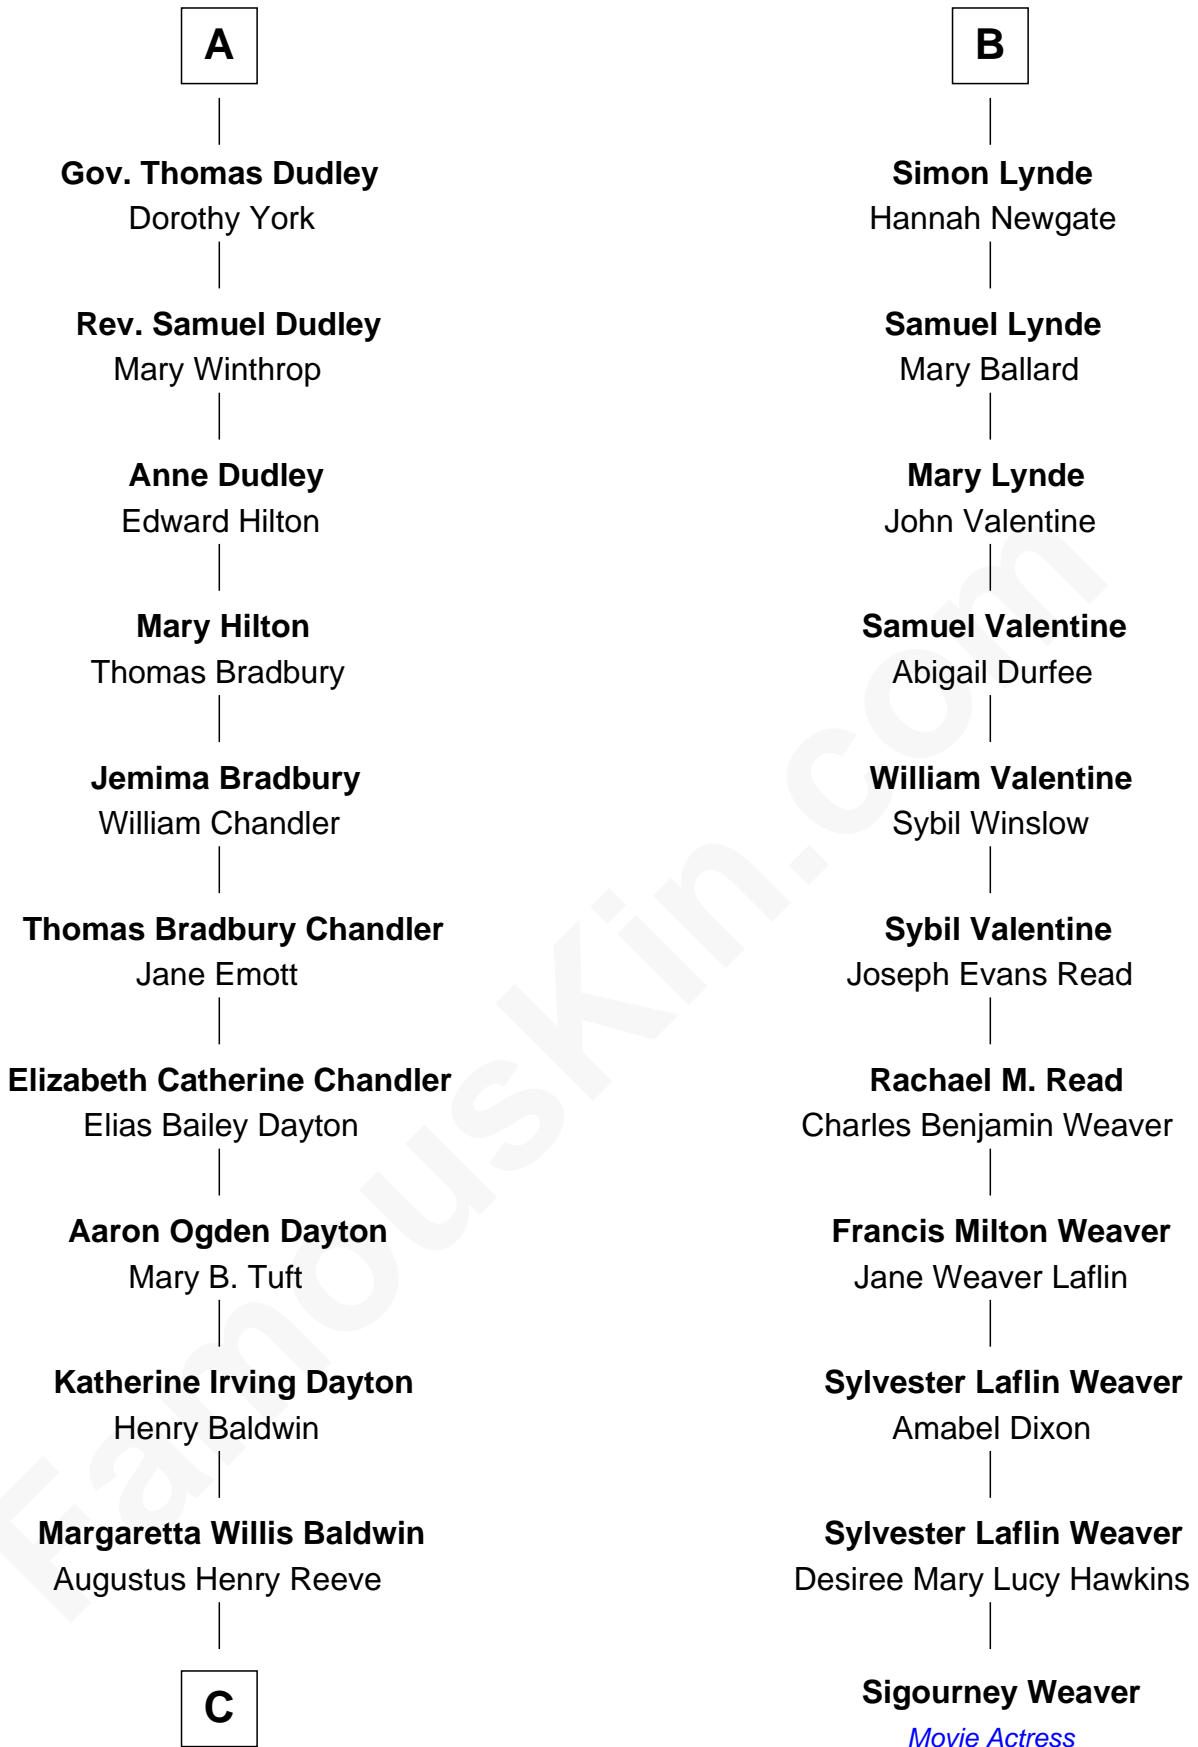 A
Gov. Thomas Dudley
Dorothy York
Rev. Samuel Dudley
Mary Winthrop
Anne Dudley
Edward Hilton
Mary Hilton
Thomas Bradbury
Jemima Bradbury
William Chandler
Thomas Bradbury Chandler
Jane Emott
Elizabeth Catherine Chandler
Elias Bailey Dayton
Aaron Ogden Dayton
Mary B. Tuft
Katherine Irving Dayton
Henry Baldwin
Margaretta Willis Baldwin
Augustus Henry Reeve
C
B
Simon Lynde
Hannah Newgate
Samuel Lynde
Mary Ballard
Mary Lynde
John Valentine
Samuel Valentine
Abigail Durfee
William Valentine
Sybil Winslow
Sybil Valentine
Joseph Evans Read
Rachael M. Read
Charles Benjamin Weaver
Francis Milton Weaver
Jane Weaver Laflin
Sylvester Laflin Weaver
Amabel Dixon
Sylvester Laflin Weaver
Desiree Mary Lucy Hawkins
Sigourney Weaver
Movie Actress
FamousKin.com